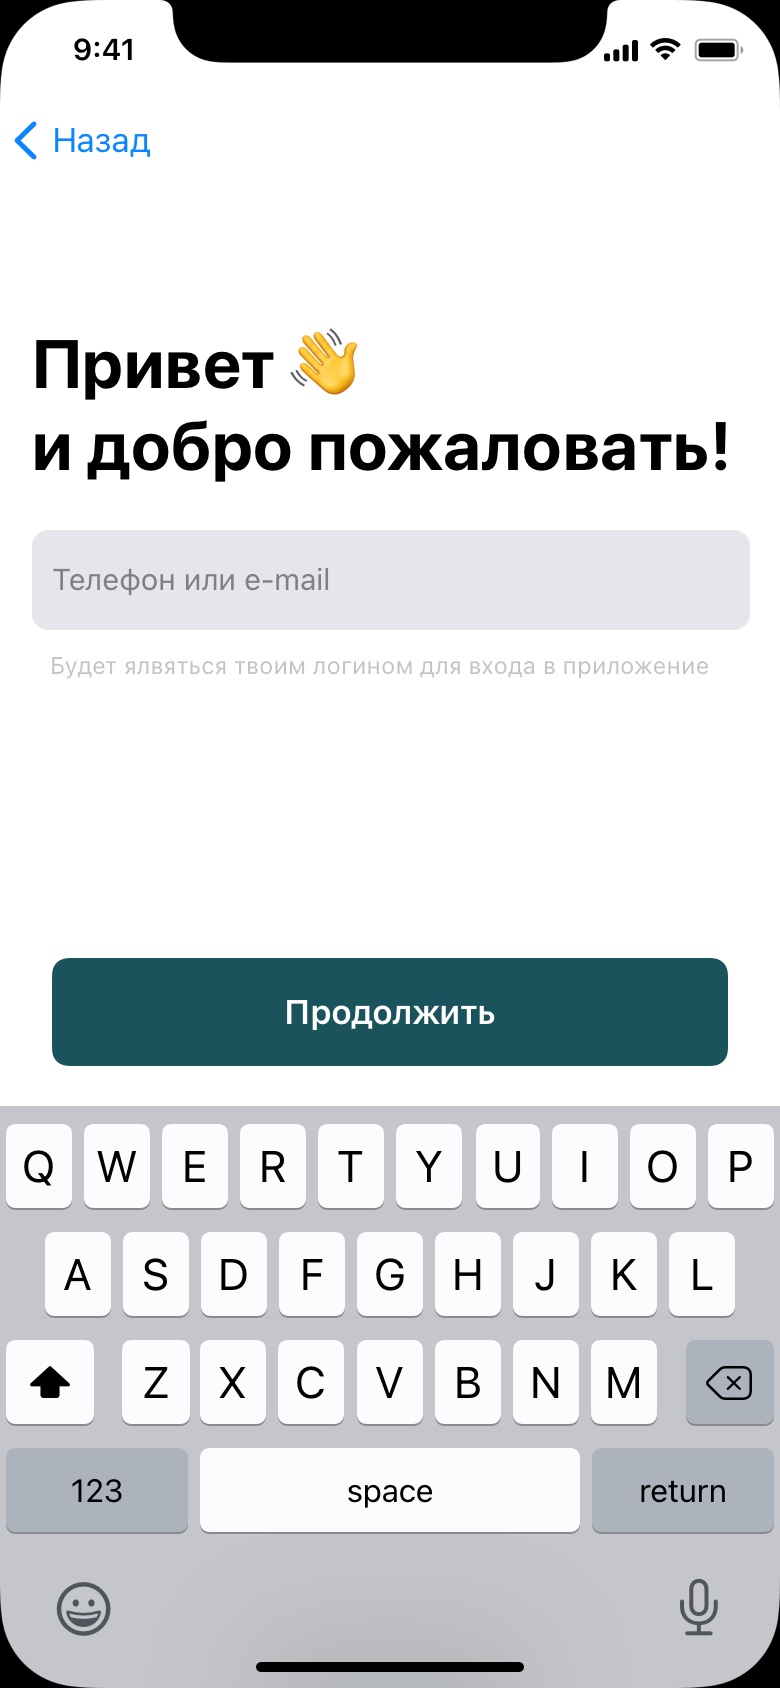 9:41
Назад
Привет 👋
и добро пожаловать!
Телефон или e-mail
Будет ялвяться твоим логином для входа в приложение
Продолжить
Q W E R T Y U I O P
A S D F G H J K L
Z X C V B N M
123 space return